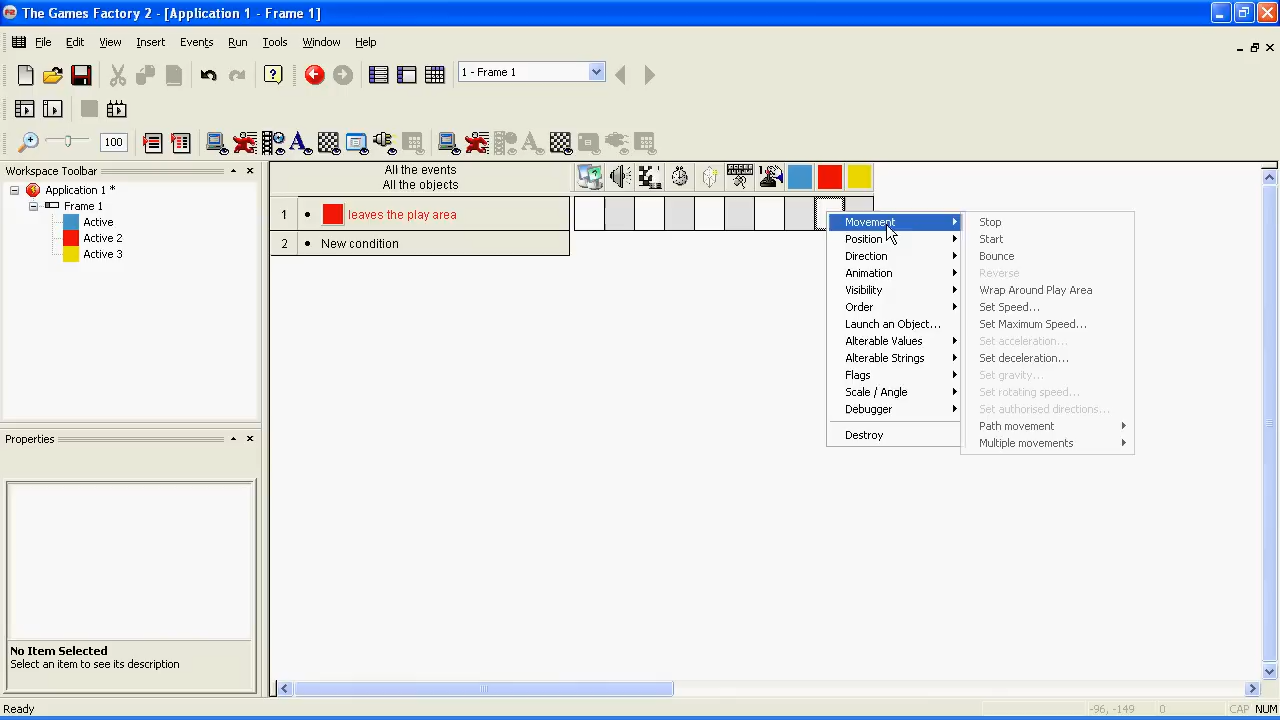 The Games Factory 2 - [Application 1 - Frame 1]
File Edit View Insert Events Run Tools Window Help
1 - Frame 1
100
Workspace Toolbar
Application 1 *
Frame 1
Active
Active 2
Active 3
Properties
No Item Selected
Select an item to see its description
All the events
All the objects
1 • leaves the play area
2 • New condition
Movement
Position
Direction
Animation
Visibility
Order
Launch an Object...
Alterable Values
Alterable Strings
Flags
Scale / Angle
Debugger
Destroy
Stop
Start
Bounce
Reverse
Wrap Around Play Area
Set Speed...
Set Maximum Speed...
Set acceleration...
Set deceleration...
Set gravity...
Set rotating speed...
Set authorised directions...
Path movement
Multiple movements
Ready
-96, -149 0 CAP NUM